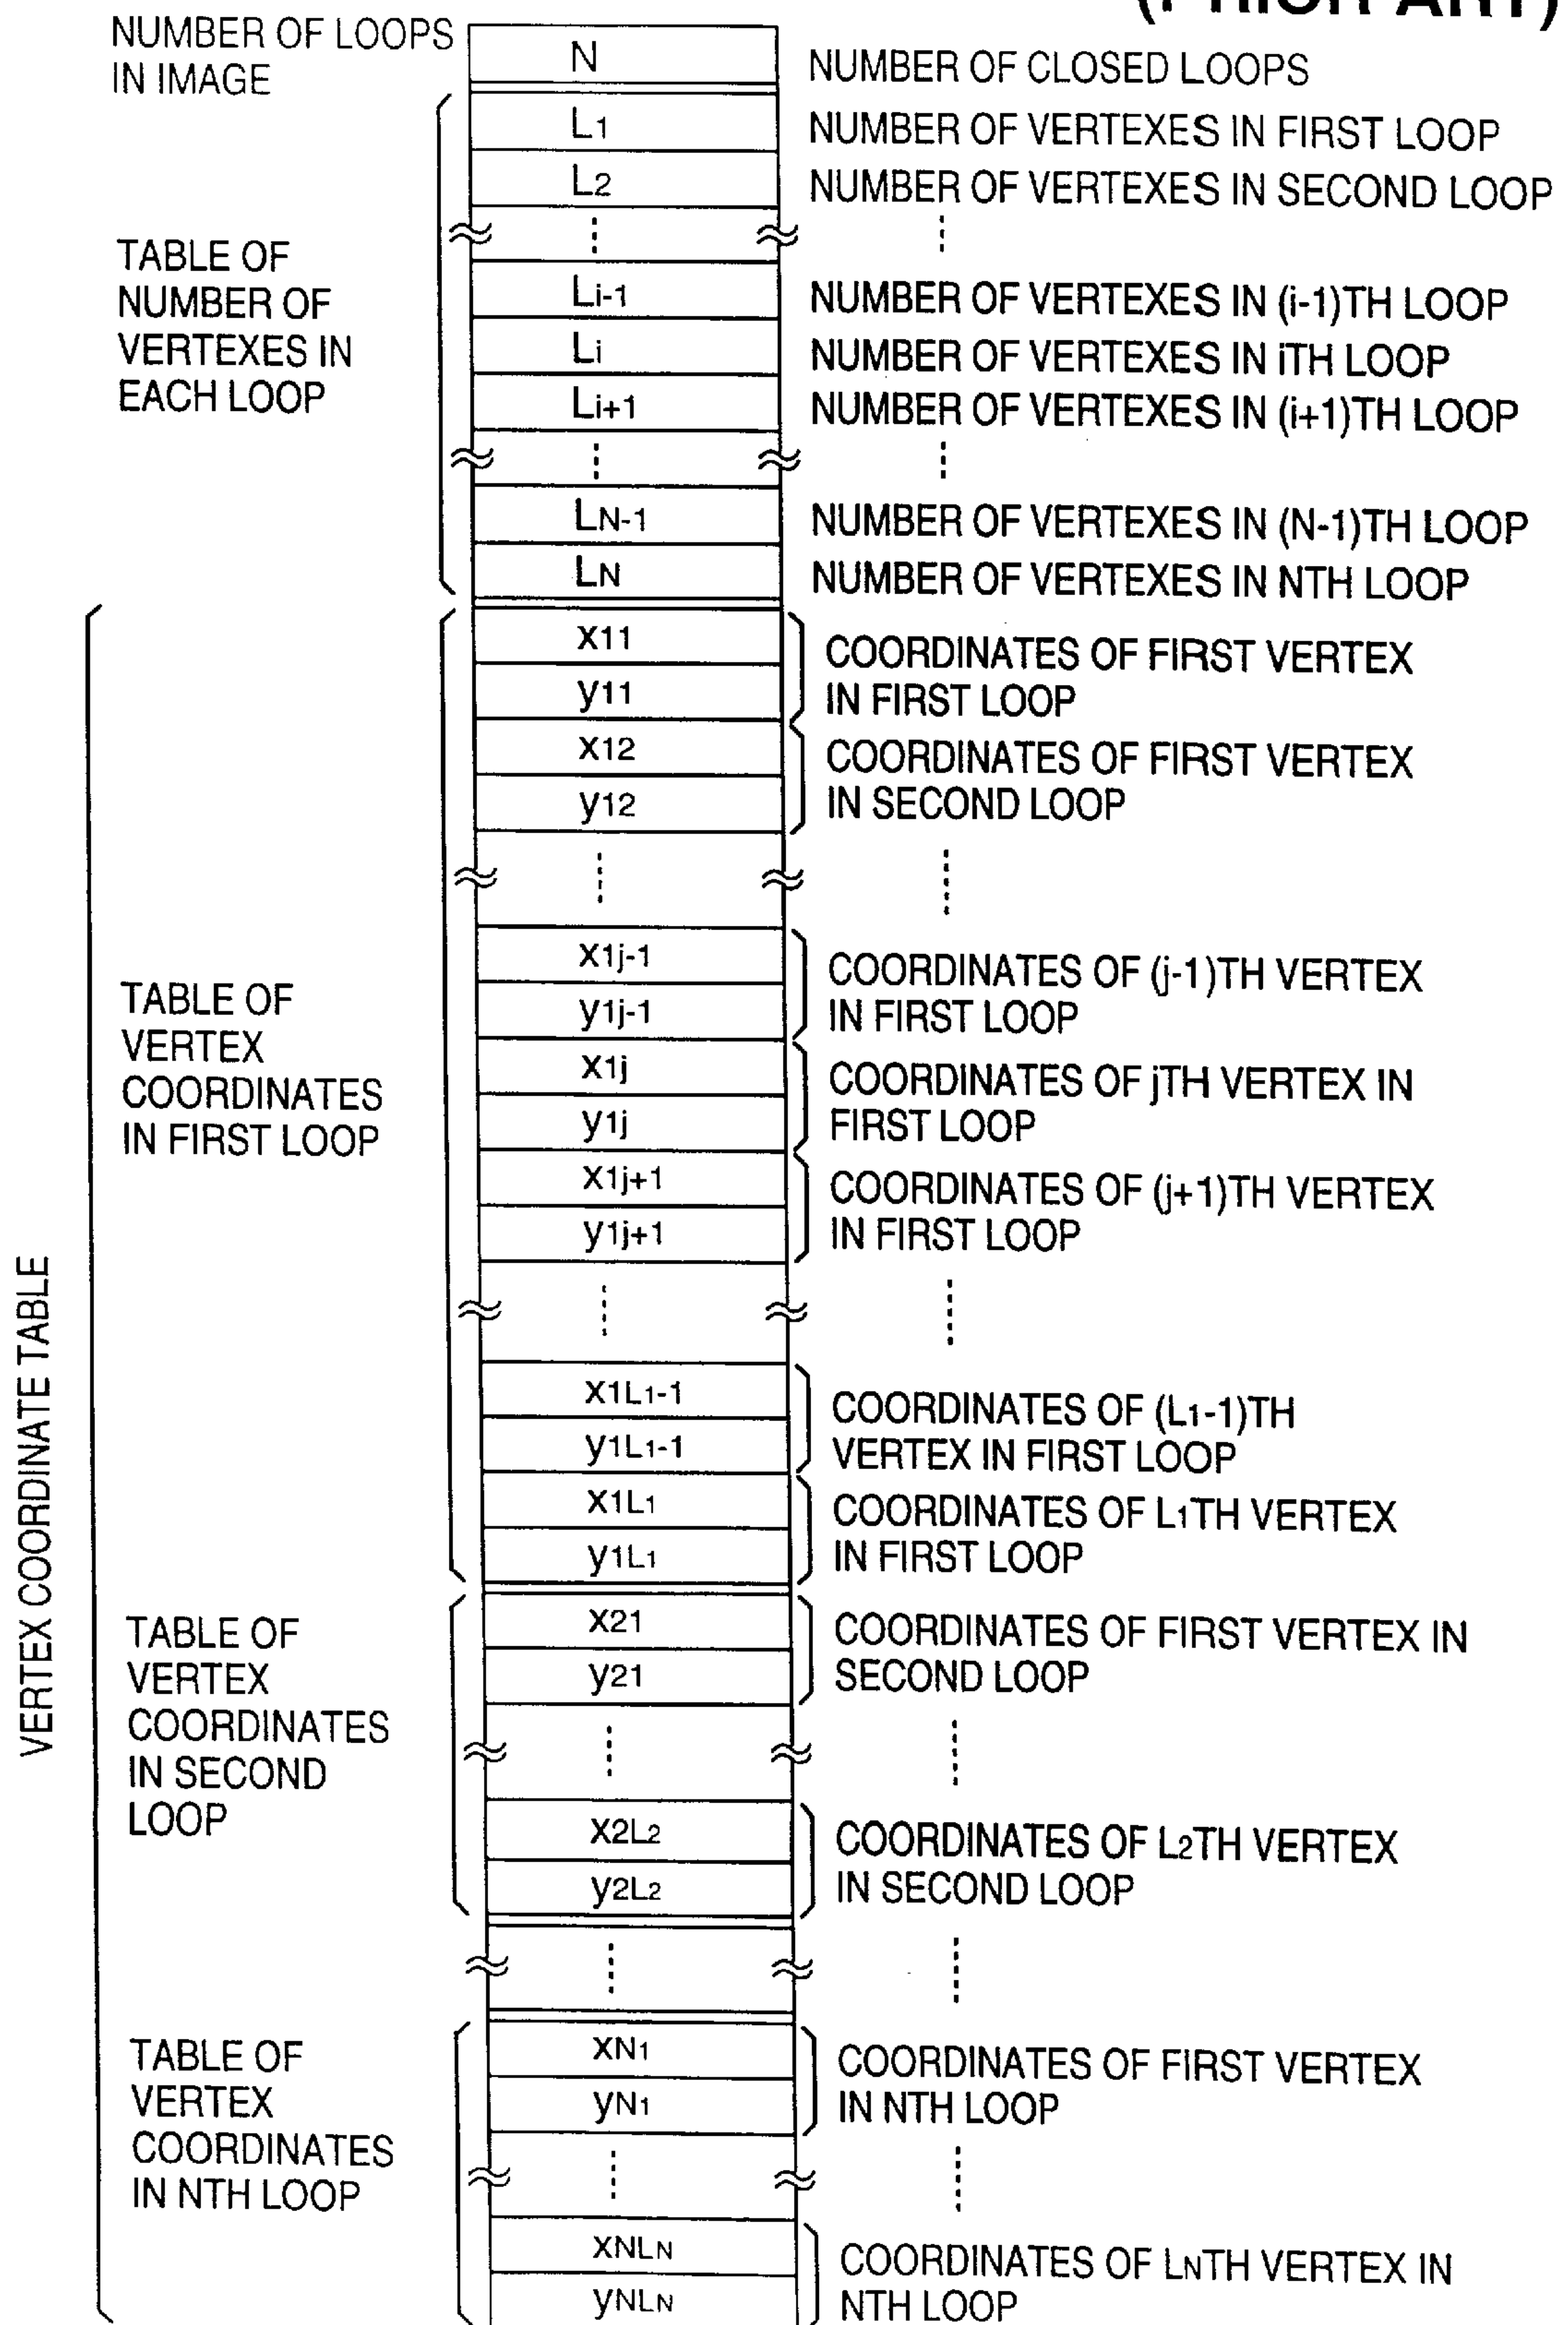 (PRIOR ART)
NUMBER OF LOOPS
IN IMAGE
N
NUMBER OF CLOSED LOOPS
TABLE OF
NUMBER OF
VERTEXES IN
EACH LOOP
L1
NUMBER OF VERTEXES IN FIRST LOOP
L2
NUMBER OF VERTEXES IN SECOND LOOP
Li-1
NUMBER OF VERTEXES IN (i-1)TH LOOP
Li
NUMBER OF VERTEXES IN iTH LOOP
Li+1
NUMBER OF VERTEXES IN (i+1)TH LOOP
LN-1
NUMBER OF VERTEXES IN (N-1)TH LOOP
LN
NUMBER OF VERTEXES IN NTH LOOP
VERTEX COORDINATE TABLE
TABLE OF
VERTEX
COORDINATES
IN FIRST LOOP
x11
y11
COORDINATES OF FIRST VERTEX
IN FIRST LOOP
x12
y12
COORDINATES OF FIRST VERTEX
IN SECOND LOOP
x1j-1
y1j-1
COORDINATES OF (j-1)TH VERTEX
IN FIRST LOOP
x1j
y1j
COORDINATES OF jTH VERTEX IN
FIRST LOOP
x1j+1
y1j+1
COORDINATES OF (j+1)TH VERTEX
IN FIRST LOOP
x1L1-1
y1L1-1
COORDINATES OF (L1-1)TH
VERTEX IN FIRST LOOP
x1L1
y1L1
COORDINATES OF L1TH VERTEX
IN FIRST LOOP
TABLE OF
VERTEX
COORDINATES
IN SECOND
LOOP
x21
y21
COORDINATES OF FIRST VERTEX IN
SECOND LOOP
x2L2
y2L2
COORDINATES OF L2TH VERTEX
IN SECOND LOOP
TABLE OF
VERTEX
COORDINATES
IN NTH LOOP
xN1
yN1
COORDINATES OF FIRST VERTEX
IN NTH LOOP
xNLN
yNLN
COORDINATES OF LNTH VERTEX IN
NTH LOOP